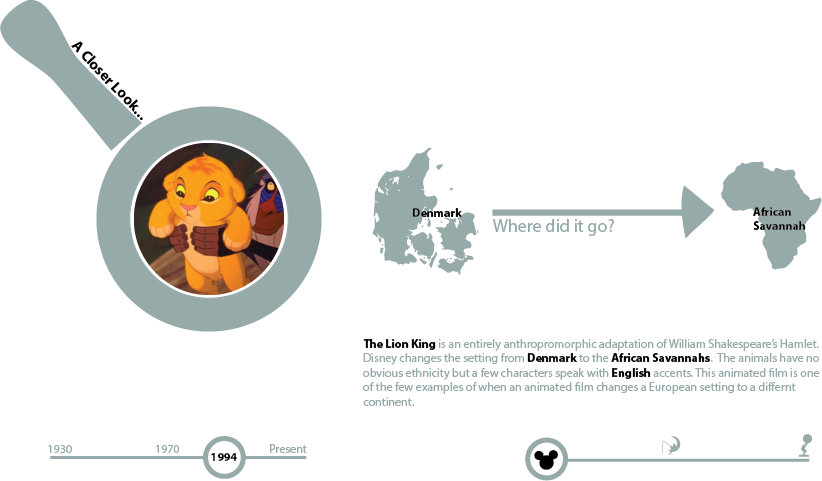 A Closer Look...
Denmark
Where did it go?
African
Savannah
The Lion King is an entirely anthropromorphic adaptation of William Shakespeare's Hamlet.
Disney changes the setting from Denmark to the African Savannahs. The animals have no
obvious ethnicity but a few characters speak with English accents. This animated film is one
of the few examples of when an animated film changes a European setting to a differnt
continent.
1930
1970
1994
Present